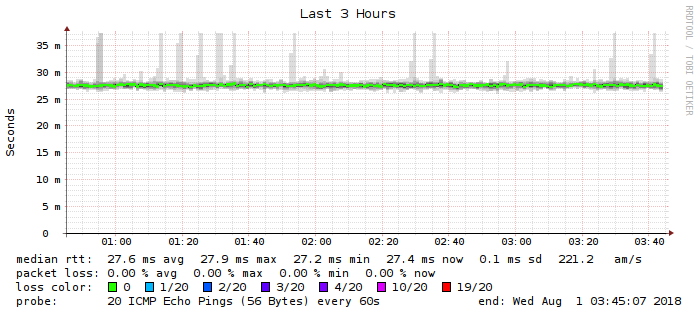 Last 3 Hours
RRDTOOL / TOBI OETIKER
Seconds
35 m
30 m
25 m
20 m
15 m
10 m
5 m
0
01:00 01:20 01:40 02:00 02:20 02:40 03:00 03:20 03:40
median rtt: 27.6 ms avg 27.9 ms max 27.2 ms min 27.4 ms now 0.1 ms sd 221.2 am/s
packet loss: 0.00 % avg 0.00 % max 0.00 % min 0.00 % now
loss color: 0 1/20 2/20 3/20 4/20 10/20 19/20
probe: 20 ICMP Echo Pings (56 Bytes) every 60s end: Wed Aug 1 03:45:07 2018